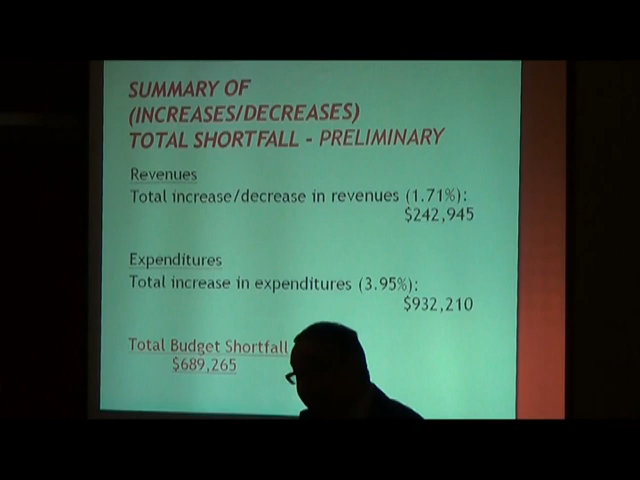 SUMMARY OF
(INCREASES/DECREASES)
TOTAL SHORTFALL - PRELIMINARY
Revenues
Total increase/decrease in revenues (1.71%):
$242,945
Expenditures
Total increase in expenditures (3.95%):
$932,210
Total Budget Shortfall
$689,265